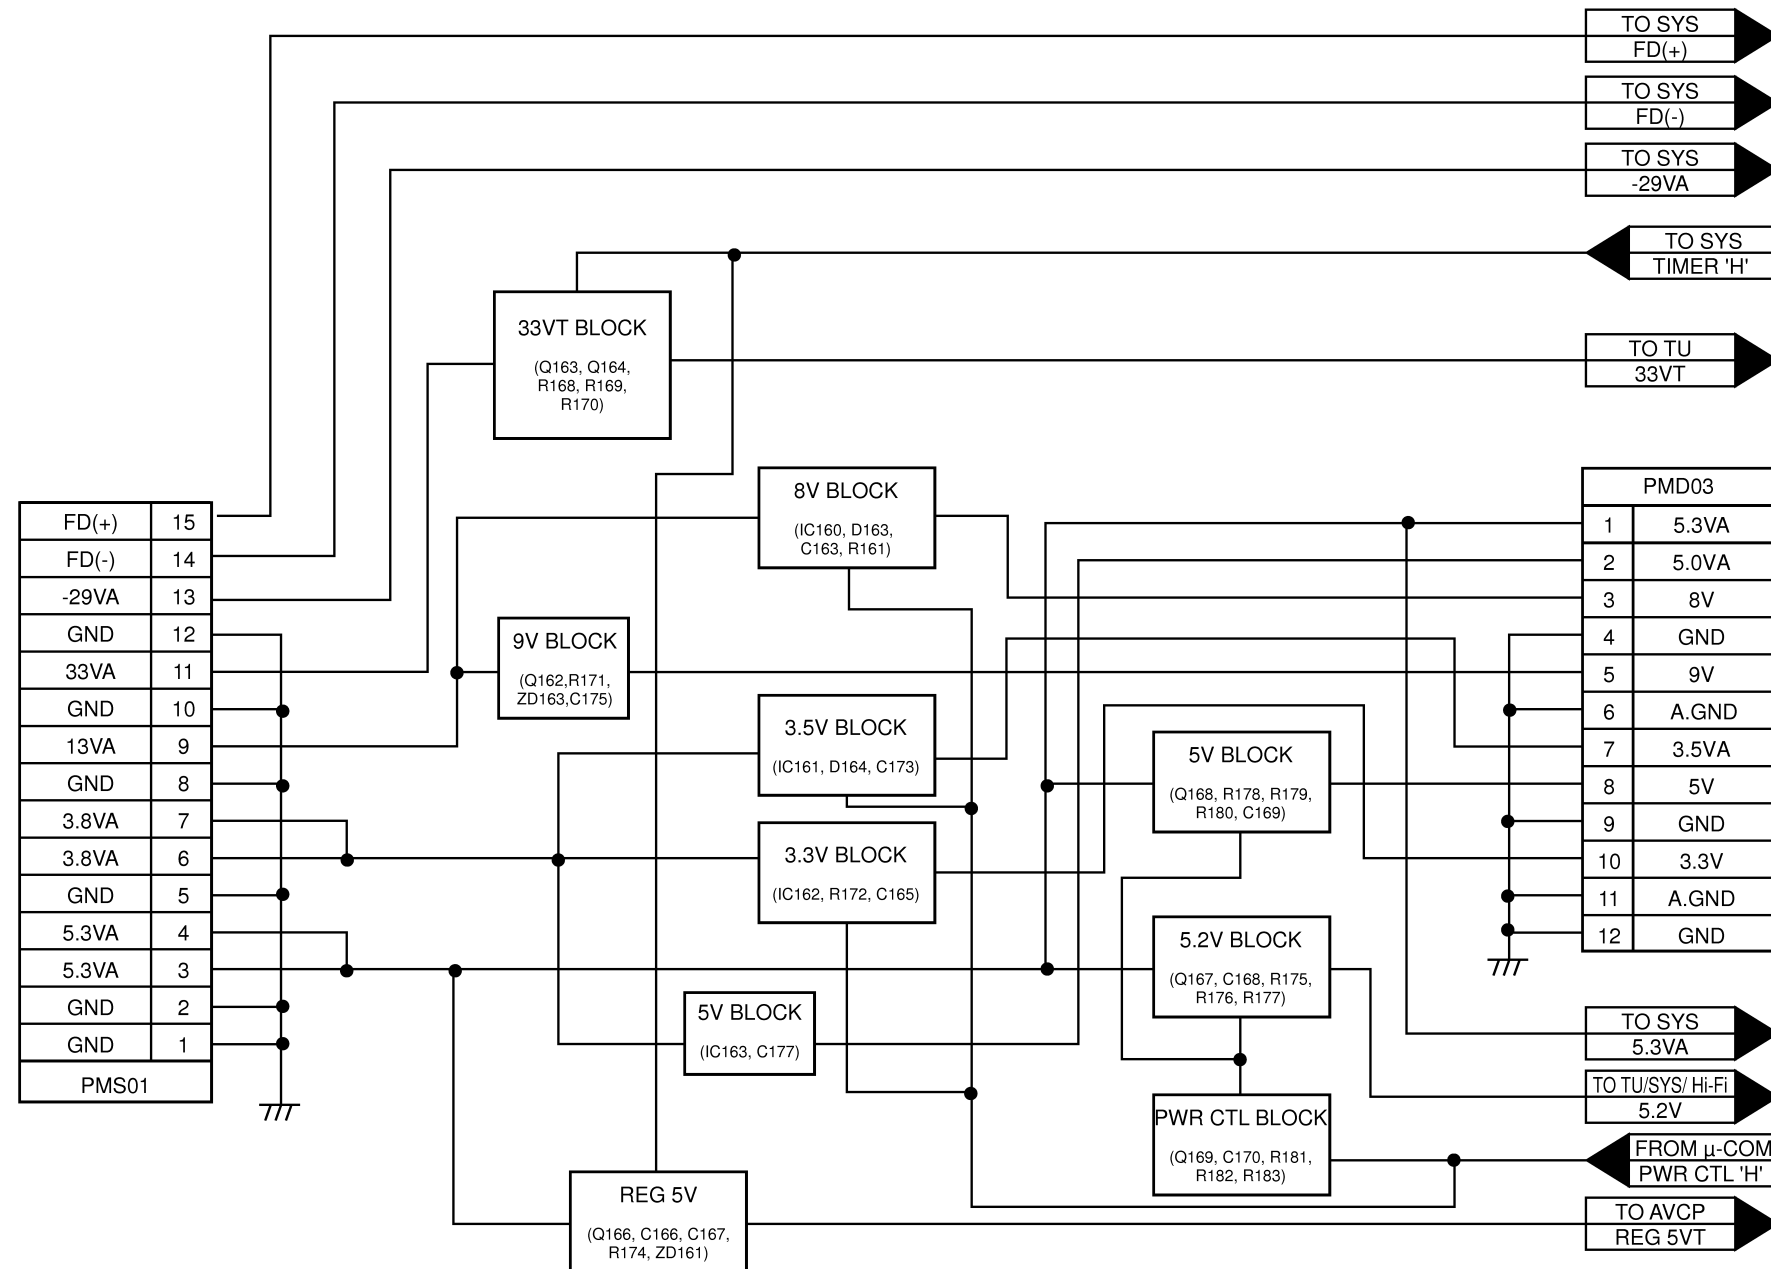 TO SYS
FD(+)
TO SYS
FD(-)
TO SYS
-29VA
TO SYS
TIMER 'H'
33VT BLOCK
(Q163, Q164,
R168, R169,
R170)
TO TU
33VT
8V BLOCK
(IC160, D163,
C163, R161)
9V BLOCK
(Q162,R171,
ZD163,C175)
3.5V BLOCK
(IC161, D164, C173)
3.3V BLOCK
(IC162, R172, C165)
5V BLOCK
(IC163, C177)
REG 5V
(Q166, C166, C167,
R174, ZD161)
5V BLOCK
(Q168, R178, R179,
R180, C169)
5.2V BLOCK
(Q167, C168, R175,
R176, R177)
PWR CTL BLOCK
(Q169, C170, R181,
R182, R183)
FD(+) 15
FD(-) 14
-29VA 13
GND 12
33VA 11
GND 10
13VA 9
GND 8
3.8VA 7
3.8VA 6
GND 5
5.3VA 4
5.3VA 3
GND 2
GND 1
PMS01
PMD03
1 5.3VA
2 5.0VA
3 8V
4 GND
5 9V
6 A.GND
7 3.5VA
8 5V
9 GND
10 3.3V
11 A.GND
12 GND
TO SYS
5.3VA
TO TU/SYS/ Hi-Fi
5.2V
FROM µ-COM
PWR CTL 'H'
TO AVCP
REG 5VT